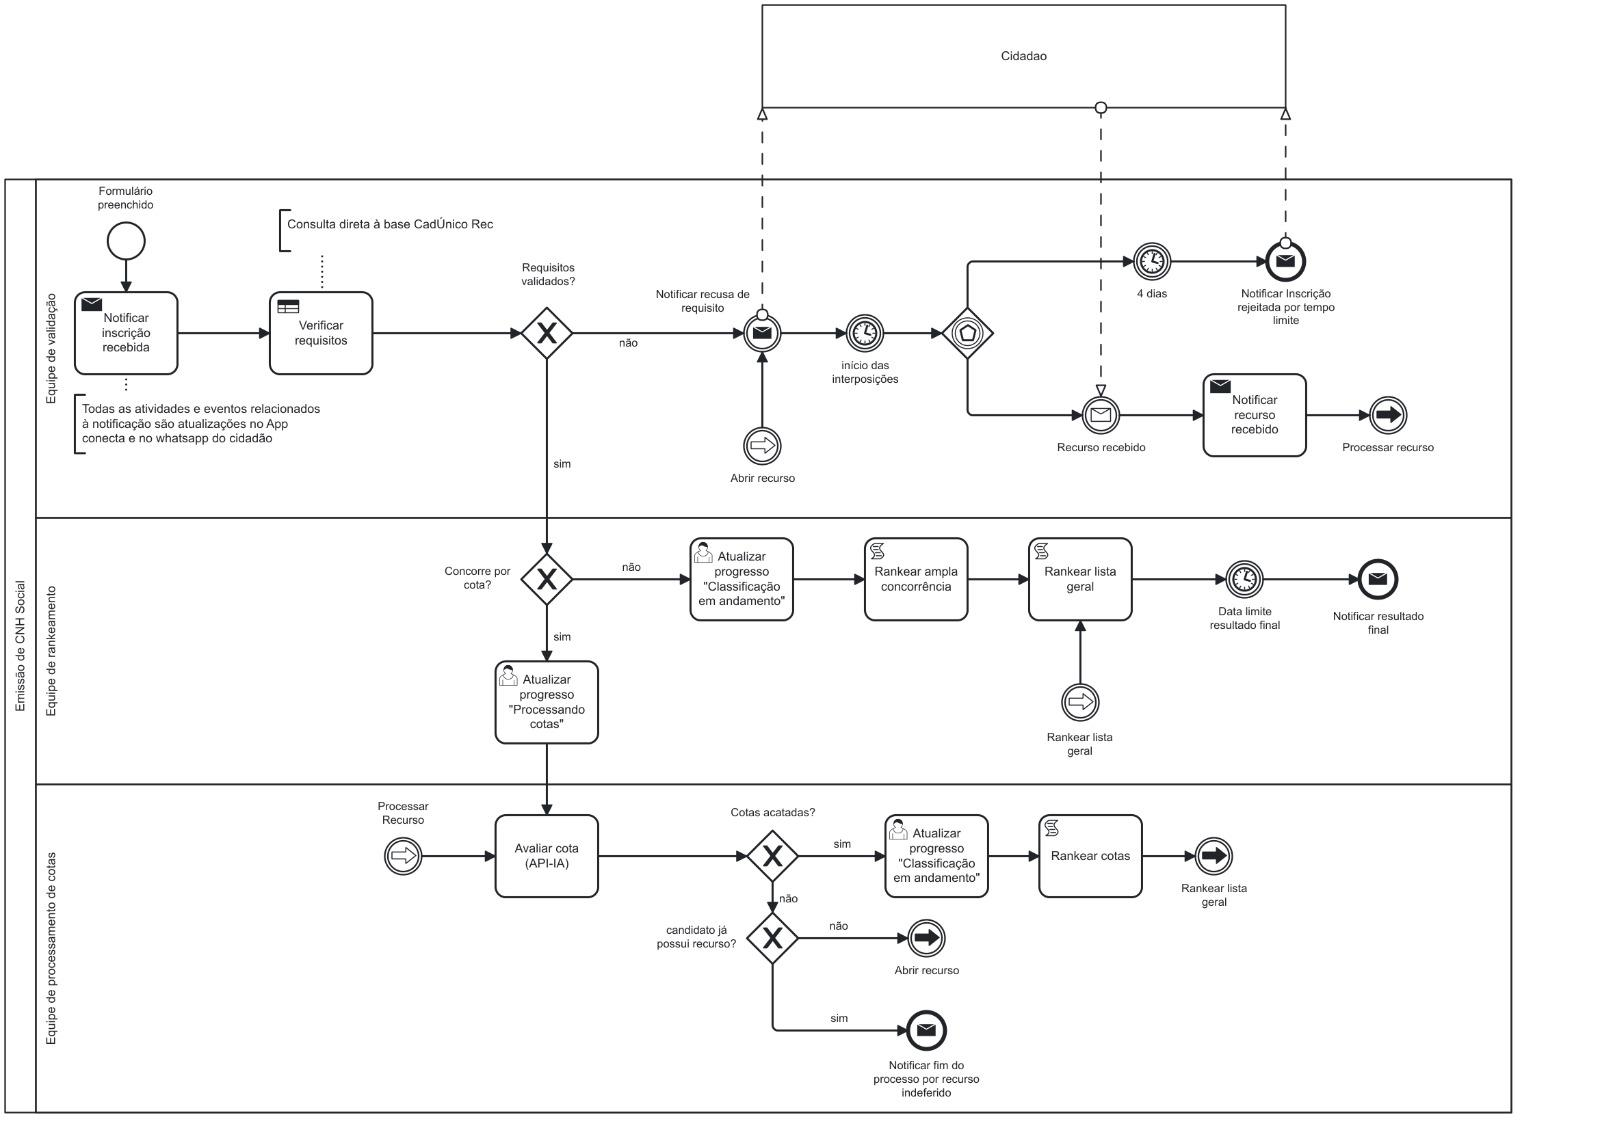 Cidadao
Emissão de CNH Social
Equipe de validação
Formulário
preenchido
Notificar
inscrição
recebida
Todas as atividades e eventos relacionados
à notificação são atualizações no App
conecta e no whatsapp do cidadão
Consulta direta à base CadÚnico Rec
Verificar
requisitos
Requisitos
validados?
não
sim
Notificar recusa de
requisito
Abrir recurso
início das
interposições
4 dias
Notificar Inscrição
rejeitada por tempo
limite
Recurso recebido
Notificar
recurso
recebido
Processar recurso
Equipe de rankeamento
Concorre por
cota?
não
sim
Atualizar
progresso
"Classificação
em andamento"
Rankear ampla
concorrência
Rankear lista
geral
Data limite
resultado final
Notificar resultado
final
Rankear lista
geral
Atualizar
progresso
"Processando
cotas"
Equipe de processamento de cotas
Processar
Recurso
Avaliar cota
(API-IA)
Cotas acatadas?
sim
não
Atualizar
progresso
"Classificação
em andamento"
Rankear cotas
Rankear lista
geral
candidato já
possui recurso?
não
Abrir recurso
sim
Notificar fim do
processo por recurso
indeferido